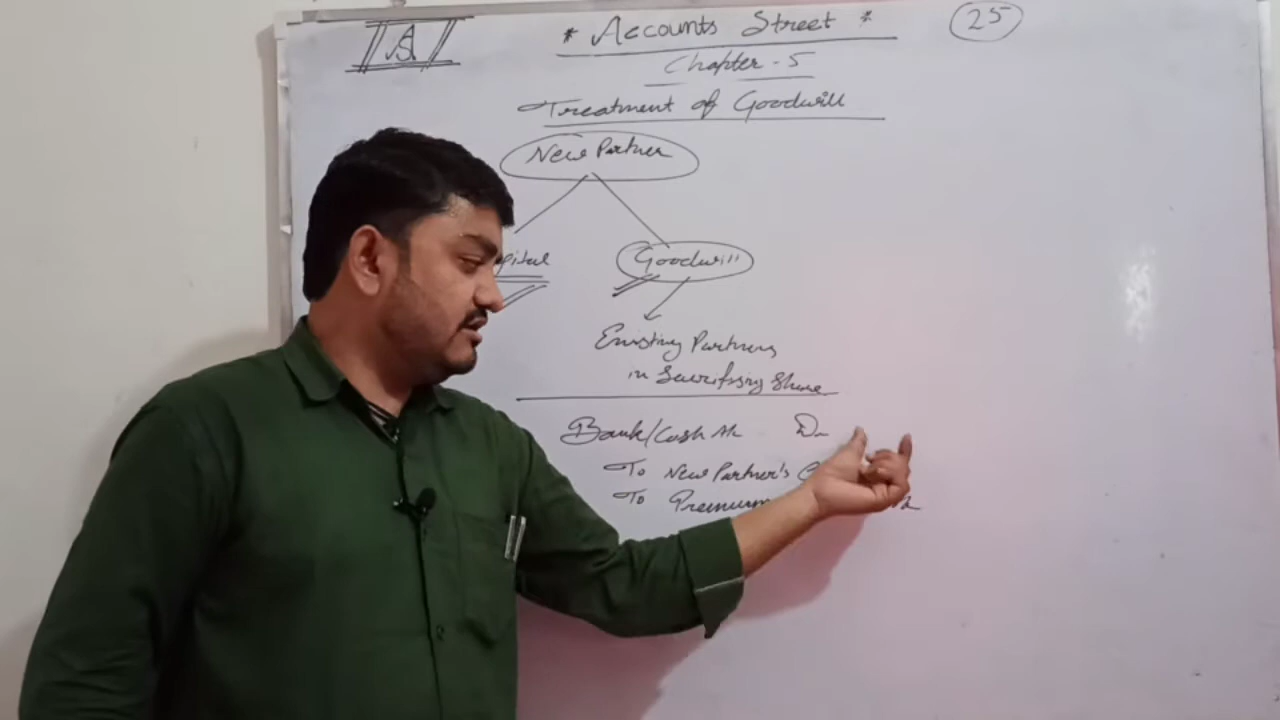 * Accounts Street *
25
AS
Chapter - 5
Treatment of Goodwill
New Partner
Goodwill
Existing Partners
in Sacrifising Share
Bank/Cash A/c Dr
To New Partner's
To Premium